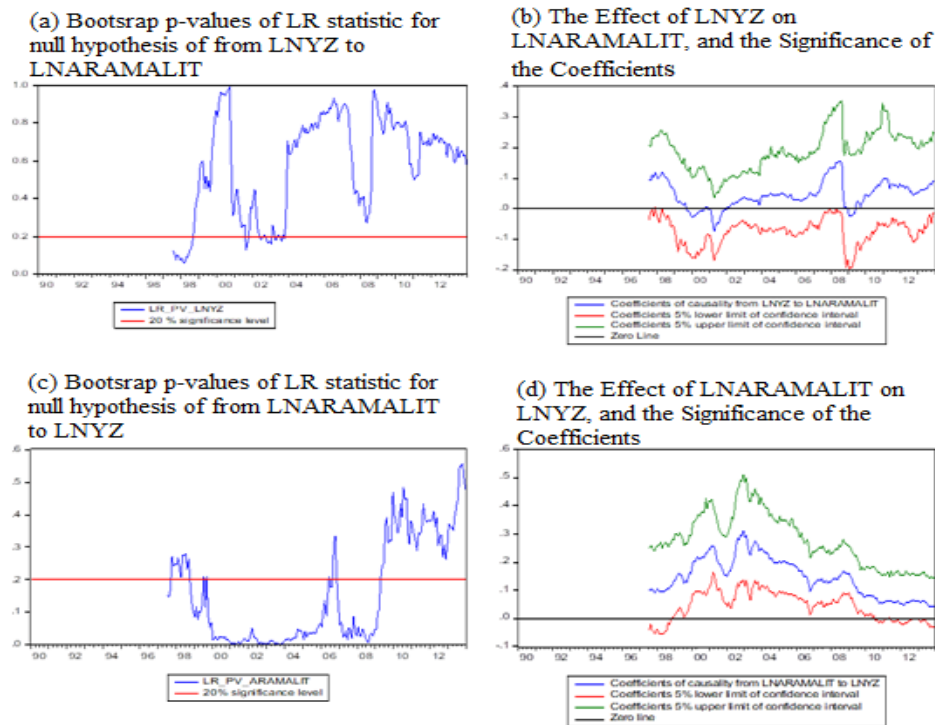 (a) Bootsrap p-values of LR statistic for
null hypothesis of from LNYZ to
LNARAMALIT
1.0
0.8
0.6
0.4
0.2
0.0
90 92 94 96 98 00 02 04 06 08 10 12
LR_PV_LNYZ
20 % significance level
(b) The Effect of LNYZ on
LNARAMALIT, and the Significance of
the Coefficients
.4
.3
.2
.1
.0
-.1
-.2
90 92 94 96 98 00 02 04 06 08 10 12
Coefficients of causality from LNYZ to LNARAMALIT
Coefficients 5% lower limit of confidence interval
Coefficients 5% upper limit of confidence interval
Zero Line
(c) Bootsrap p-values of LR statistic for
null hypothesis of from LNARAMALIT
to LNYZ
.6
.5
.4
.3
.2
.1
.0
90 92 94 96 98 00 02 04 06 08 10 12
LR_PV_ARAMALIT
20% significance level
(d) The Effect of LNARAMALIT on
LNYZ, and the Significance of the
Coefficients
.6
.5
.4
.3
.2
.1
.0
-.1
90 92 94 96 98 00 02 04 06 08 10 12
Coefficients of causality from LNARAMALIT to LNYZ
Coefficients 5% lower limit of confidence interval
Coefficients 5% upper limit of confidence interval
Zero line